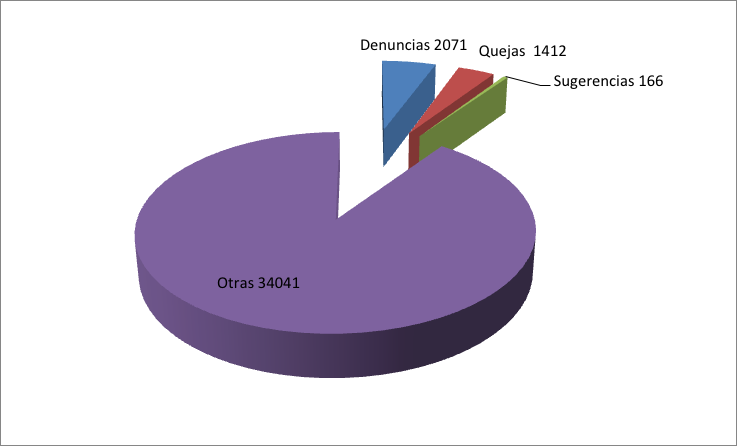 Denuncias 2071
Quejas  1412
Sugerencias 166
Otras 34041